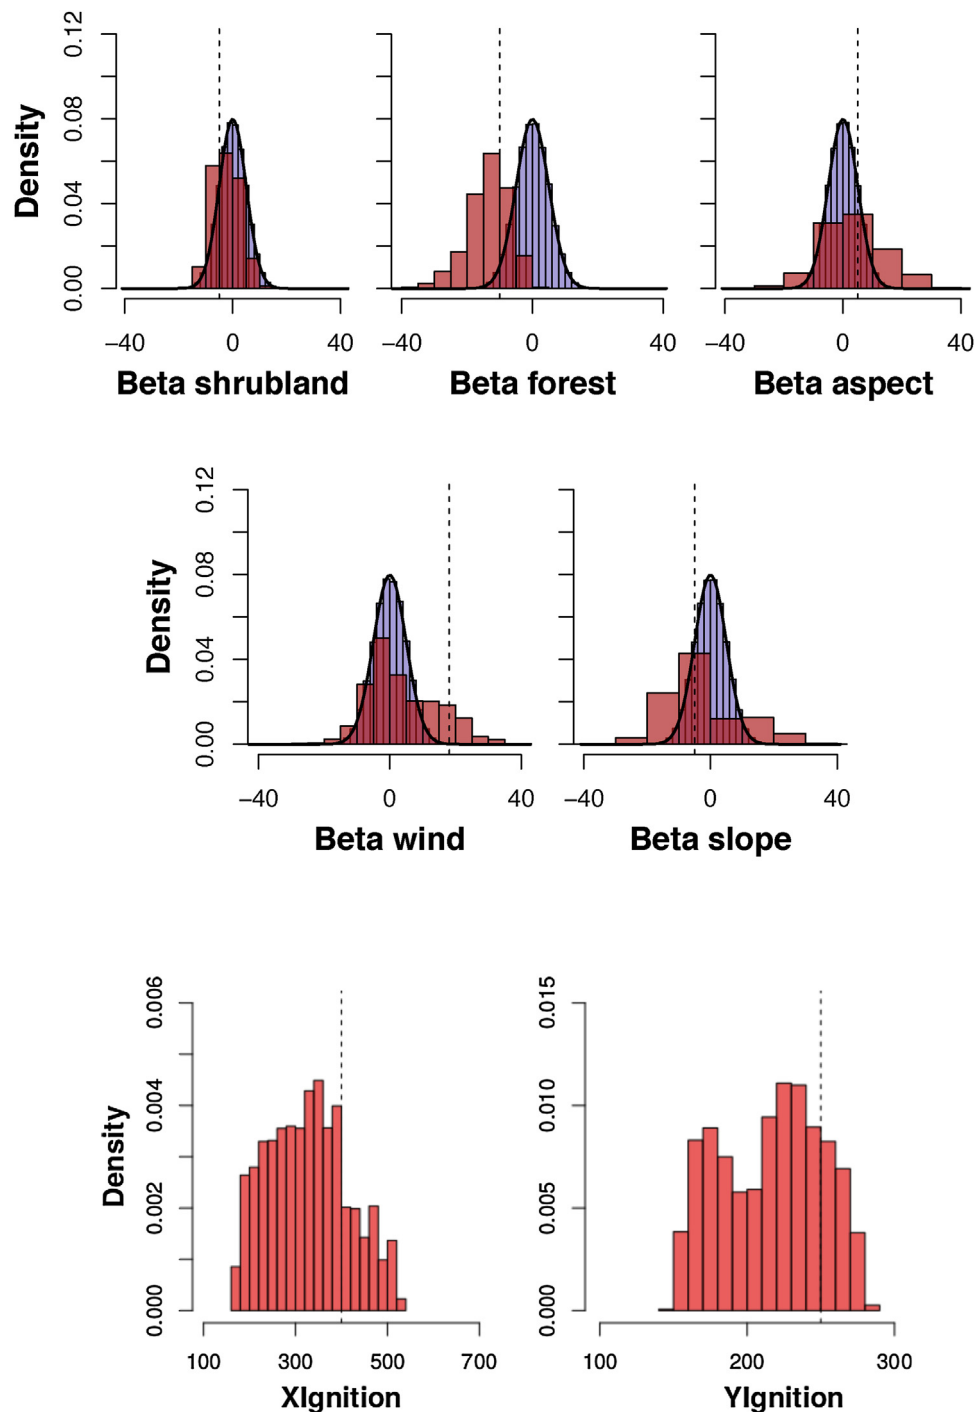 0.12
0.08
0.04
0.00
Density
−40 0 40
−40 0 40
−40 0 40
Beta shrubland
Beta forest
Beta aspect
0.12
0.08
0.04
0.00
Density
−40 0 40
−40 0 40
Beta wind
Beta slope
0.006
0.004
0.002
0.000
Density
0.015
0.010
0.005
0.000
100 300 500 700
100 200 300
XIgnition
YIgnition